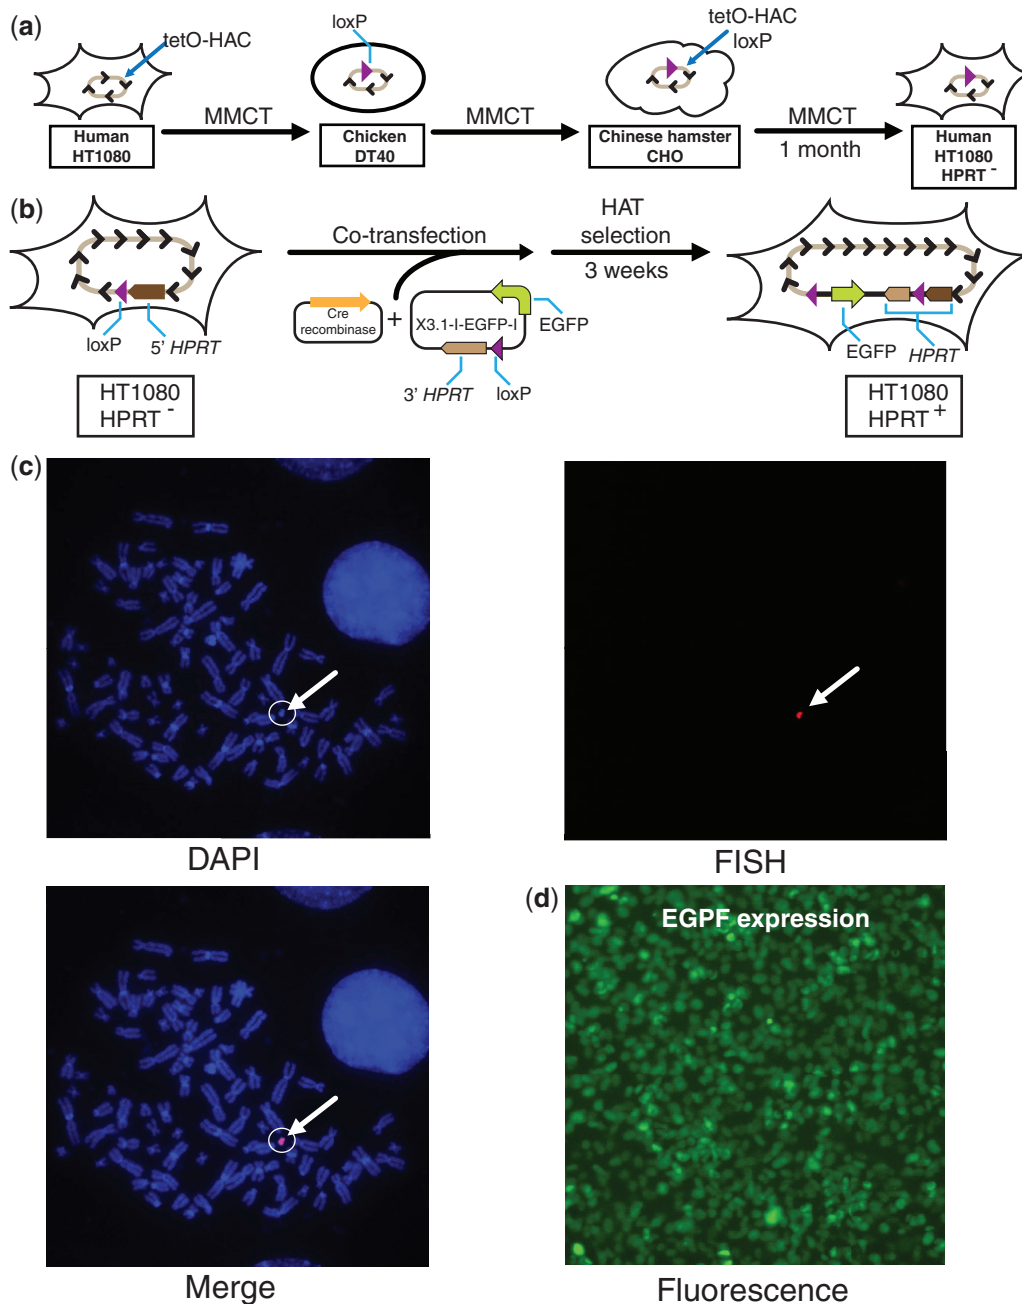 (a)
tetO-HAC
loxP
tetO-HAC
loxP
MMCT
MMCT
MMCT
1 month
Human
HT1080
Chicken
DT40
Chinese hamster
CHO
Human
HT1080
HPRT -
(b)
Co-transfection
HAT
selection
3 weeks
Cre
recombinase
+
X3.1-I-EGFP-I
EGFP
loxP
5' HPRT
3' HPRT
loxP
EGFP
HPRT
HT1080
HPRT -
HT1080
HPRT +
(c)
DAPI
FISH
Merge
(d)
EGPF expression
Fluorescence